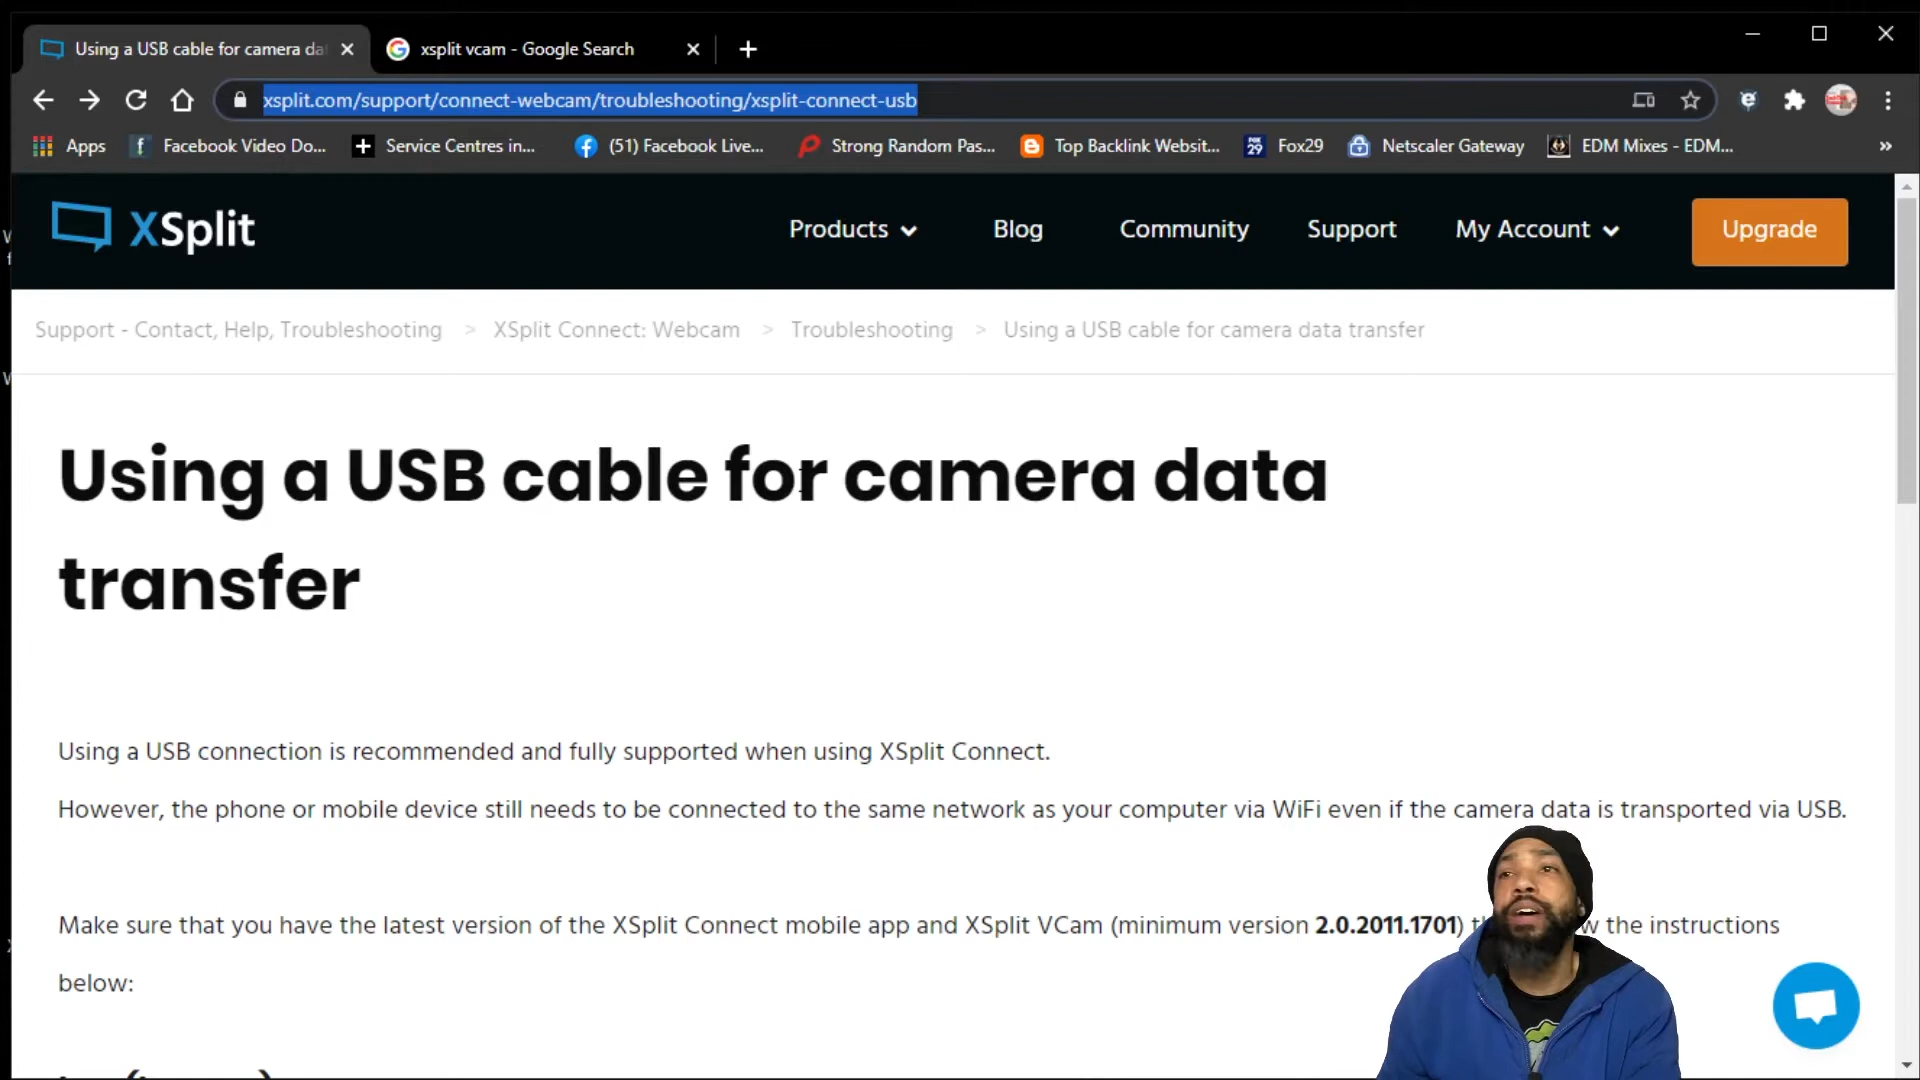 Using a USB cable for camera da
xsplit vcam - Google Search
xsplit.com/support/connect-webcam/troubleshooting/xsplit-connect-usb
Apps
Facebook Video Do...
Service Centres in...
(51) Facebook Live...
Strong Random Pas...
Top Backlink Websit...
Fox29
Netscaler Gateway
EDM Mixes - EDM...
»
XSplit
Products
Blog
Community
Support
My Account
Upgrade
Support - Contact, Help, Troubleshooting > XSplit Connect: Webcam > Troubleshooting > Using a USB cable for camera data transfer
Using a USB cable for camera data
transfer
Using a USB connection is recommended and fully supported when using XSplit Connect.
However, the phone or mobile device still needs to be connected to the same network as your computer via WiFi even if the camera data is transported via USB.
Make sure that you have the latest version of the XSplit Connect mobile app and XSplit VCam (minimum version 2.0.2011.1701) the instructions
below: